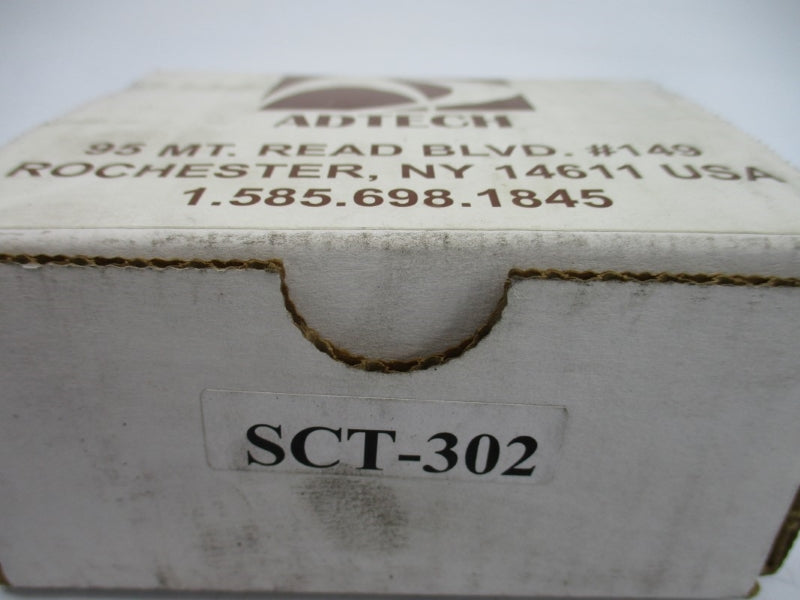 ADTECH
95 MT. READ BLVD. #149
ROCHESTER, NY 14611 USA
1.585.698.1845
SCT-302